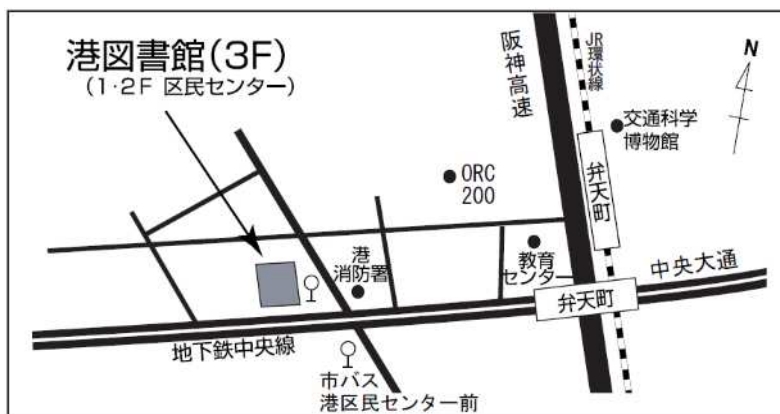 港図書館(3F)
(1・2F 区民センター)
阪神高速
JR環状線
N
交通科学
博物館
ORC
200
弁天町
港
消防署
教育
センター
中央大通
弁天町
地下鉄中央線
市バス
港区民センター前